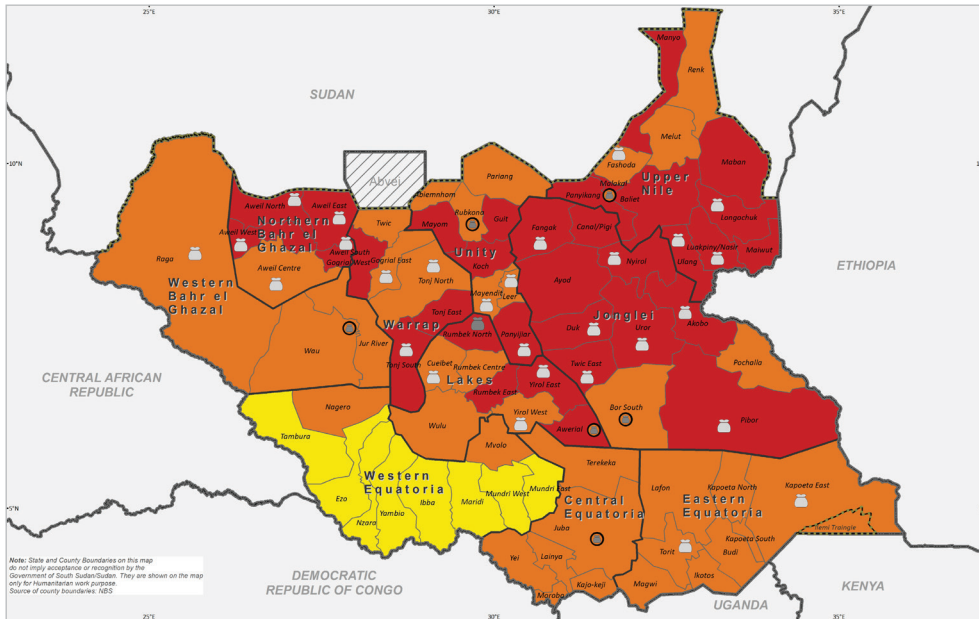 25°E
30°E
35°E
10°N
10°N
5°N
5°N
25°E
30°E
35°E
SUDAN
ETHIOPIA
CENTRAL AFRICAN
REPUBLIC
DEMOCRATIC
REPUBLIC OF CONGO
UGANDA
KENYA
Abyei
Manyo
Renk
Melut
Fashoda
Maban
Upper
Nile
Malakal
Panyikang
Baliet
Longochuk
Luakpiny/Nasir
Maiwut
Ulang
Pariang
Abiemnhom
Rubkona
Guit
Mayom
Unity
Koch
Mayendit
Leer
Panyijiar
Fangak
Canal/Pigi
Nyirol
Ayod
Jonglei
Duk
Uror
Akobo
Twic East
Pochalla
Bor South
Pibor
Aweil North
Aweil East
Northern
Bahr el
Ghazal
Aweil West
Aweil South
Aweil Centre
Raga
Western
Bahr el
Ghazal
Wau
Jur River
Twic
Gogrial West
Gogrial East
Tonj North
Tonj East
Warrap
Tonj South
Rumbek North
Cueibet
Rumbek Centre
Lakes
Rumbek East
Yirol East
Yirol West
Awerial
Wulu
Mvolo
Nagero
Tambura
Western
Equatoria
Ezo
Nzara
Yambio
Ibba
Maridi
Mundri West
Mundri East
Terekeka
Central
Equatoria
Juba
Yei
Lainya
Morobo
Kajo-keji
Lafon
Kapoeta North
Kapoeta East
Eastern
Equatoria
Kapoeta South
Torit
Budi
Ikotos
Magwi
Ilemi Traingle
Note: State and County Boundaries on this map
do not imply acceptance or recognition by the
Government of South Sudan/Sudan. They are shown on the map
only for Humanitarian work purpose.
Source of county boundaries: NBS